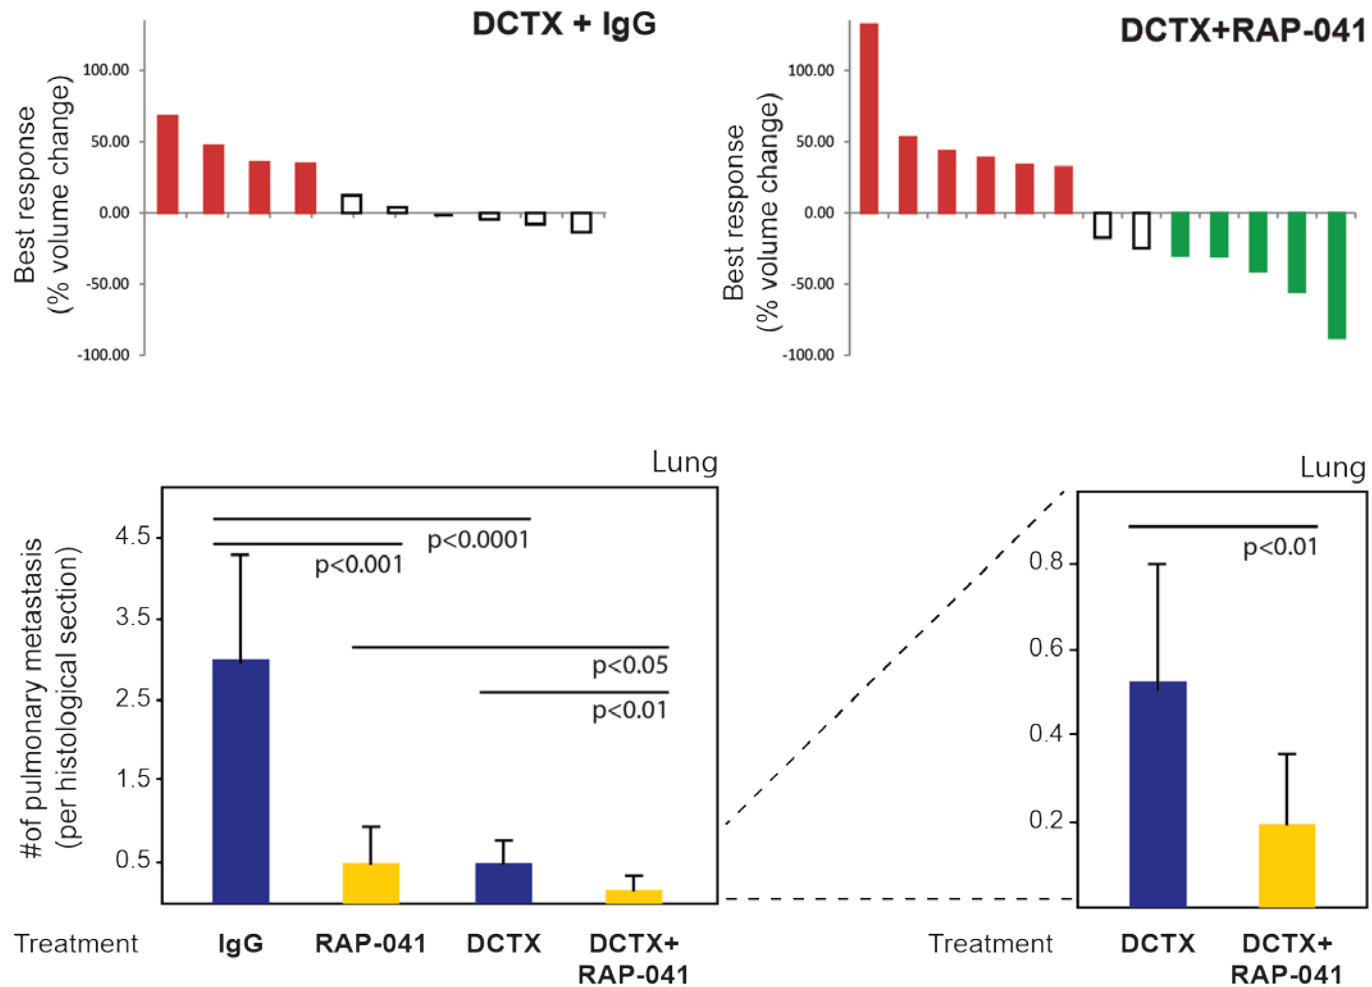 DCTX + IgG
Best response
(% volume change)
100.00
50.00
0.00
-50.00
-100.00
DCTX+RAP-041
Best response
(% volume change)
100.00
50.00
0.00
-50.00
-100.00
Lung
#of pulmonary metastasis
(per histological section)
4.5
3.5
2.5
1.5
0.5
p<0.0001
p<0.001
p<0.05
p<0.01
Treatment
IgG
RAP-041
DCTX
DCTX+
RAP-041
Lung
0.8
0.6
0.4
0.2
p<0.01
Treatment
DCTX
DCTX+
RAP-041